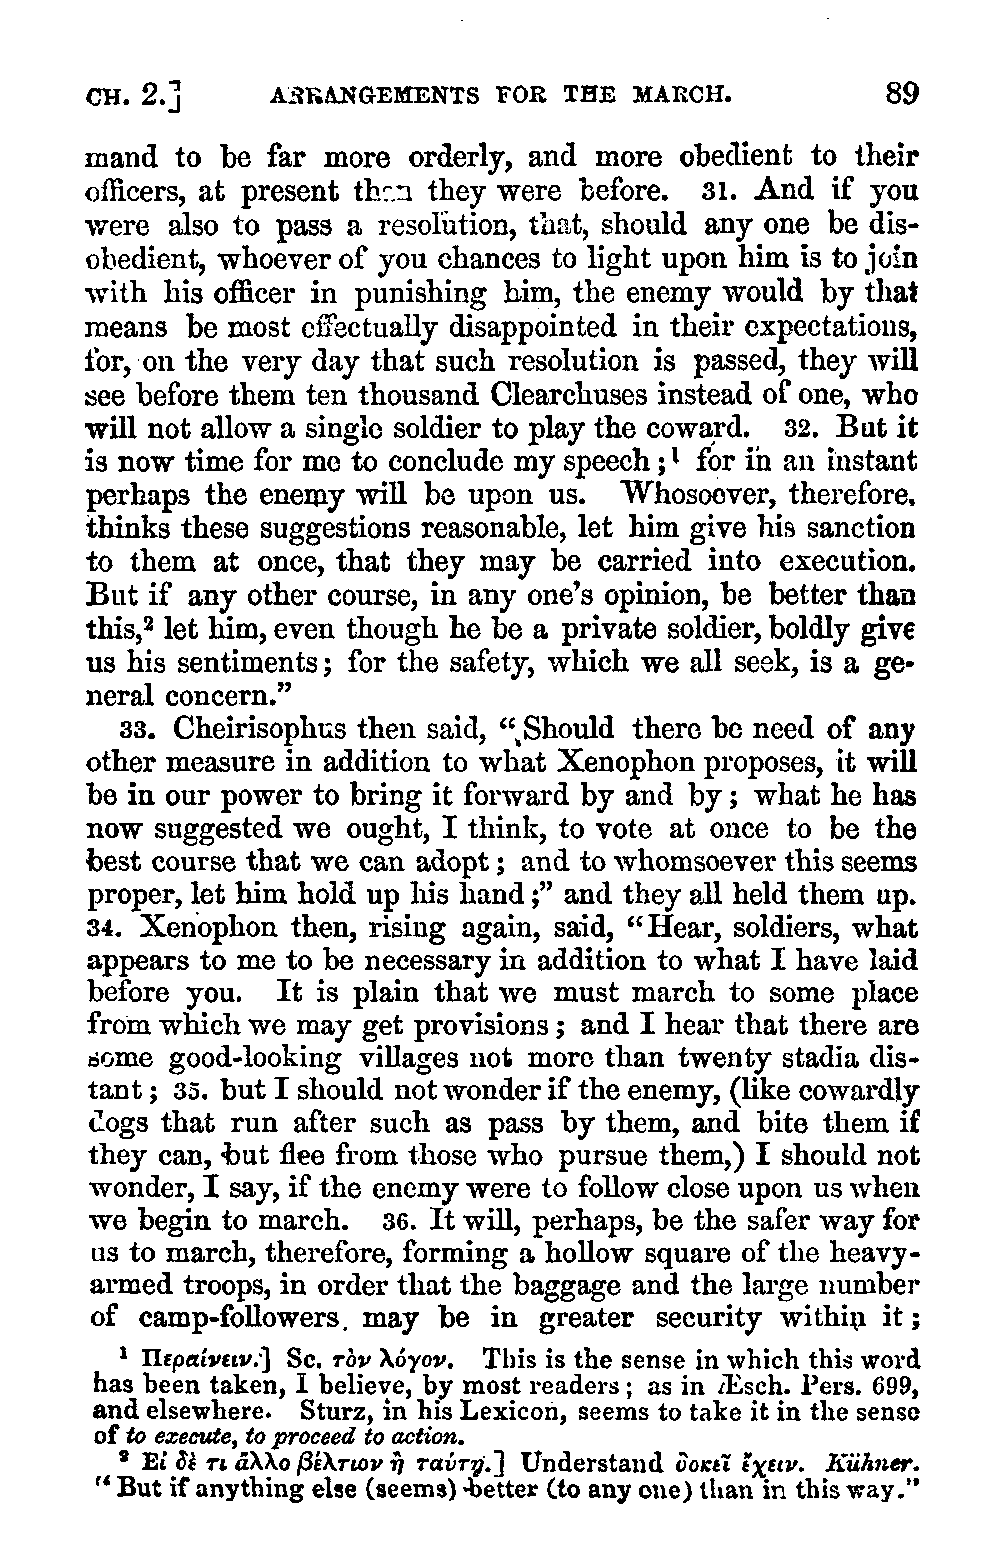 CH. 2.] ARRANGEMENTS FOR THE MARCH. 89
mand to be far more orderly, and more obedient to their
officers, at present than they were before. 31. And if you
were also to pass a resolution, that, should any one be dis-
obedient, whoever of you chances to light upon him is to join
with his officer in punishing him, the enemy would by that
means be most effectually disappointed in their expectations,
for, on the very day that such resolution is passed, they will
see before them ten thousand Clearchuses instead of one, who
will not allow a single soldier to play the coward. 32. But it
is now time for me to conclude my speech;¹ for in an instant
perhaps the enemy will be upon us. Whosoever, therefore,
thinks these suggestions reasonable, let him give his sanction
to them at once, that they may be carried into execution.
But if any other course, in any one's opinion, be better than
this,² let him, even though he be a private soldier, boldly give
us his sentiments; for the safety, which we all seek, is a ge-
neral concern."
33. Cheirisophus then said, "Should there be need of any
other measure in addition to what Xenophon proposes, it will
be in our power to bring it forward by and by; what he has
now suggested we ought, I think, to vote at once to be the
best course that we can adopt; and to whomsoever this seems
proper, let him hold up his hand;" and they all held them up.
34. Xenophon then, rising again, said, "Hear, soldiers, what
appears to me to be necessary in addition to what I have laid
before you. It is plain that we must march to some place
from which we may get provisions; and I hear that there are
some good-looking villages not more than twenty stadia dis-
tant; 35. but I should not wonder if the enemy, (like cowardly
dogs that run after such as pass by them, and bite them if
they can, but flee from those who pursue them,) I should not
wonder, I say, if the enemy were to follow close upon us when
we begin to march. 36. It will, perhaps, be the safer way for
us to march, therefore, forming a hollow square of the heavy-
armed troops, in order that the baggage and the large number
of camp-followers may be in greater security within it;
¹ Περαίνειν.] Sc. τὸν λόγον. This is the sense in which this word
has been taken, I believe, by most readers; as in Æsch. Pers. 699,
and elsewhere. Sturz, in his Lexicon, seems to take it in the sense
of to execute, to proceed to action.
² Εἰ δὲ τι ἄλλο βέλτιον ἢ ταύτῃ.] Understand δοκεῖ ἔχειν. Kühner.
"But if anything else (seems) better (to any one) than in this way."